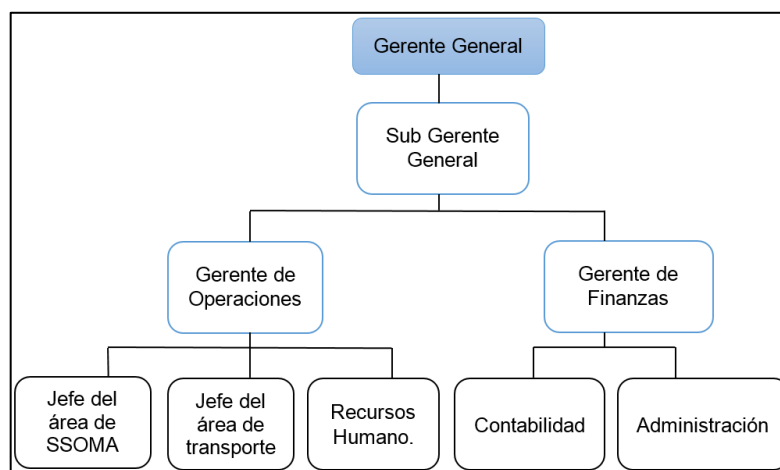 Gerente General
Sub Gerente
General
Gerente de
Operaciones
Gerente de
Finanzas
Jefe del
área de
SSOMA
Jefe del
área de
transporte
Recursos
Humano.
Contabilidad
Administración